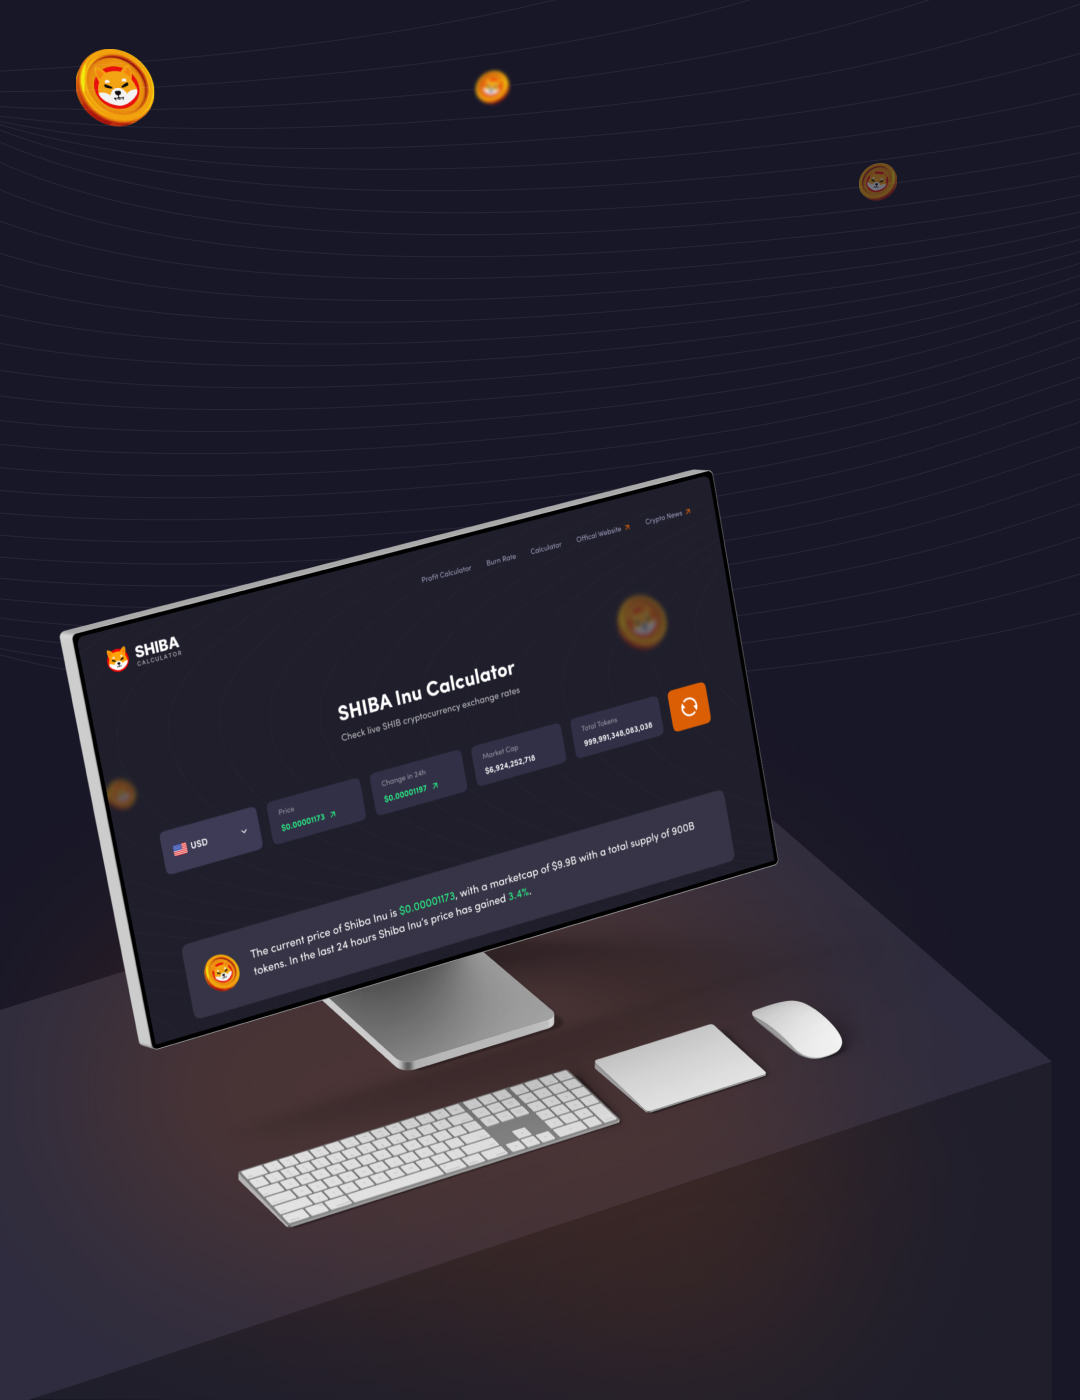 Profit Calculator
Burn Rate
Calculator
Offical Website
Crypto News
SHIBA
CALCULATOR
SHIBA Inu Calculator
Check live SHIB cryptocurrency exchange rates
USD
Price
$0.00001173
Change in 24h
$0.00001197
Market Cap
$6,924,252,718
Total Tokens
999,991,348,083,038
The current price of Shiba Inu is $0.00001173, with a marketcap of $9.9B with a total supply of 900B
tokens. In the last 24 hours Shiba Inu's price has gained 3.4%.